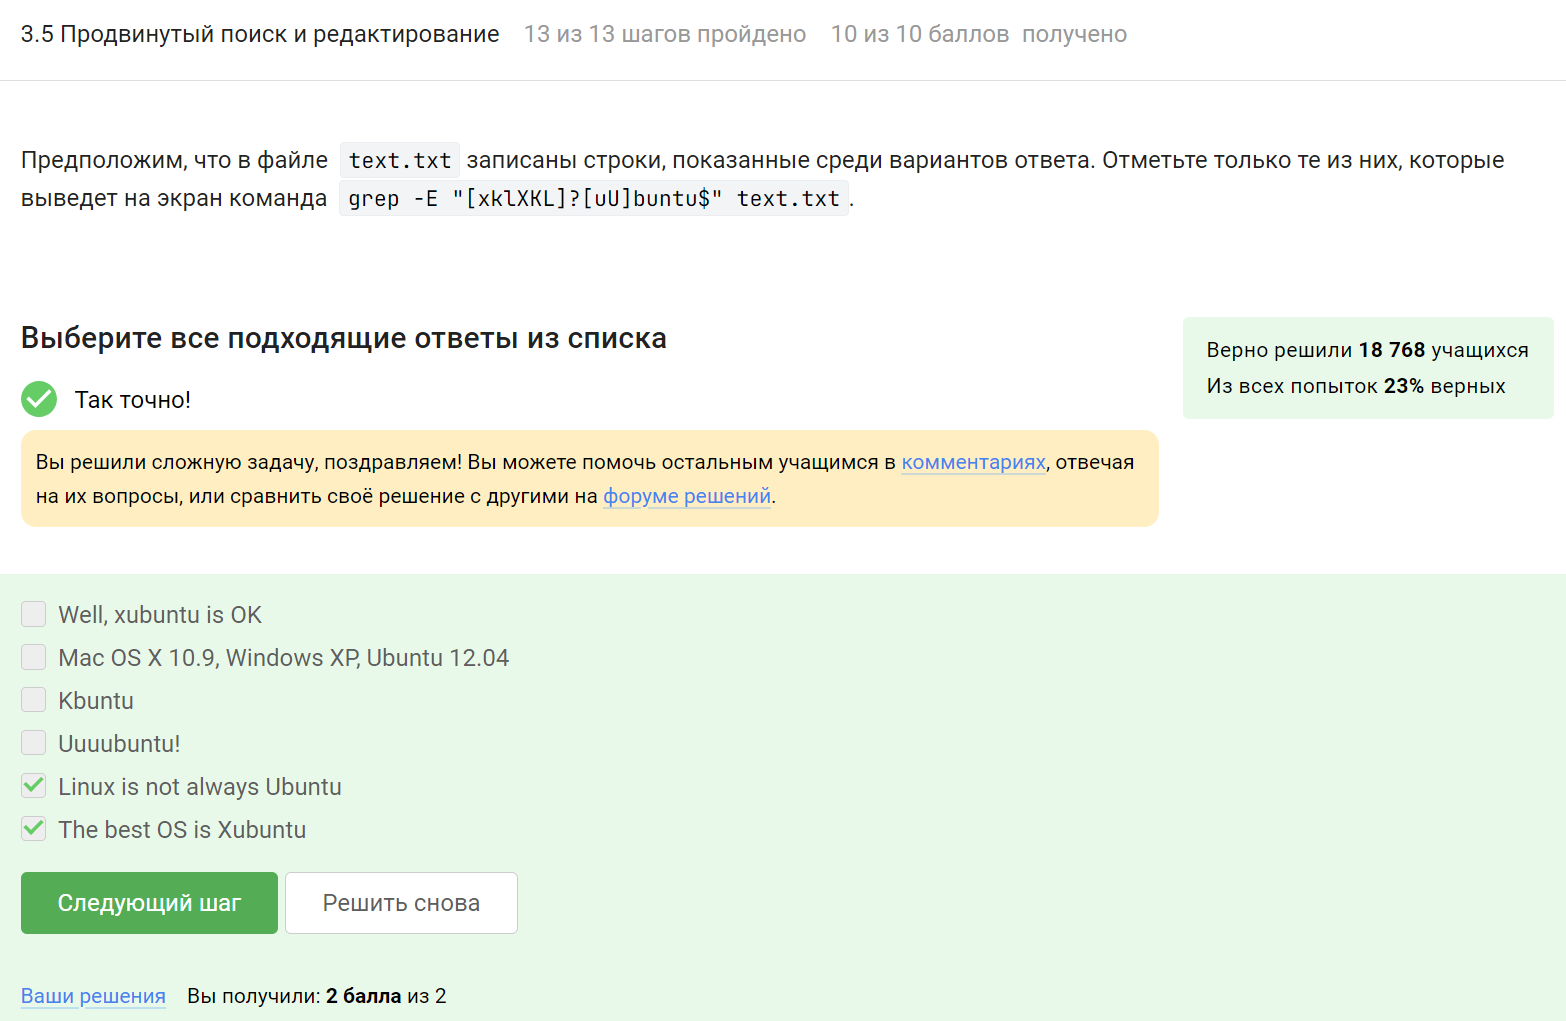 3.5 Продвинутый поиск и редактирование 13 из 13 шагов пройдено 10 из 10 баллов получено
Предположим, что в файле text.txt записаны строки, показанные среди вариантов ответа. Отметьте только те из них, которые
выведет на экран команда grep -E "[xklXKL]?[uU]buntu$" text.txt.
Выберите все подходящие ответы из списка
Верно решили 18 768 учащихся
Из всех попыток 23% верных
Так точно!
Вы решили сложную задачу, поздравляем! Вы можете помочь остальным учащимся в комментариях, отвечая
на их вопросы, или сравнить своё решение с другими на форуме решений.
Well, xubuntu is OK
Mac OS X 10.9, Windows XP, Ubuntu 12.04
Kbuntu
Uuuubuntu!
Linux is not always Ubuntu
The best OS is Xubuntu
Следующий шаг Решить снова
Ваши решения Вы получили: 2 балла из 2